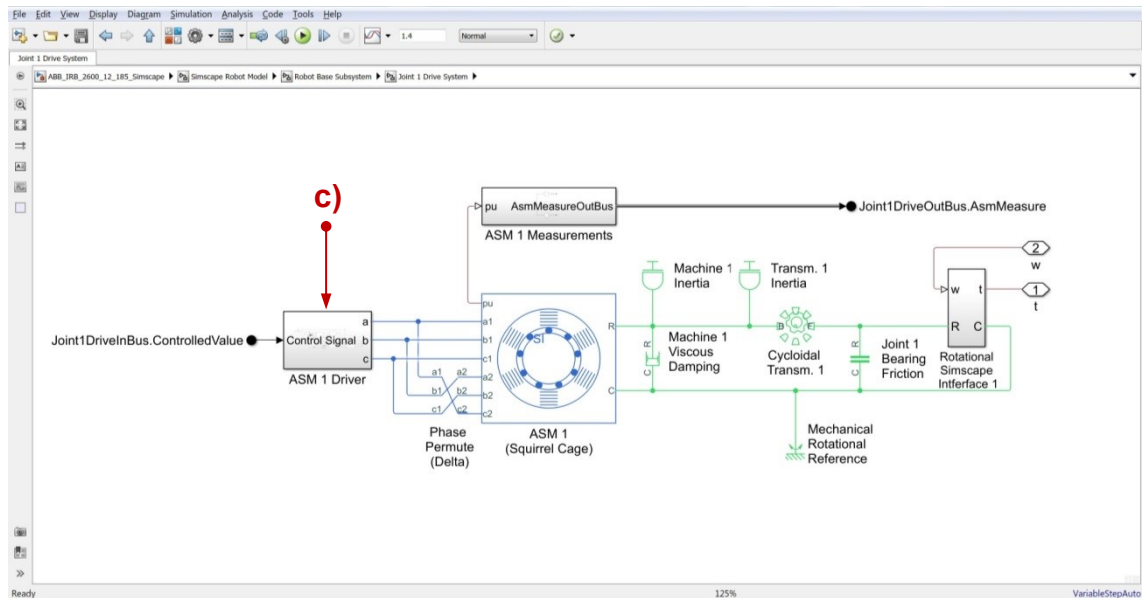 File Edit View Display Diagram Simulation Analysis Code Tools Help
1.4 Normal
Joint 1 Drive System
ABB_IRB_2600_12_185_Simscape Simscape Robot Model Robot Base Subsystem Joint 1 Drive System
c)
pu AsmMeasureOutBus
ASM 1 Measurements
Joint1DriveOutBus.AsmMeasure
Joint1DriveInBus.ControlledValue
Control Signal
a
b
c
ASM 1 Driver
a1 a2
b1 b2
c1 c2
Phase
Permute
(Delta)
pu
a1
b1
c1
a2
b2
c2
SI
R
C
ASM 1
(Squirrel Cage)
Machine 1
Inertia
Transm. 1
Inertia
R
C
Machine 1
Viscous
Damping
B F
Cycloidal
Transm. 1
R
C
Joint 1
Bearing
Friction
w t
R C
Rotational
Simscape
Intferface 1
2
w
1
t
Mechanical
Rotational
Reference
Ready 125% VariableStepAuto